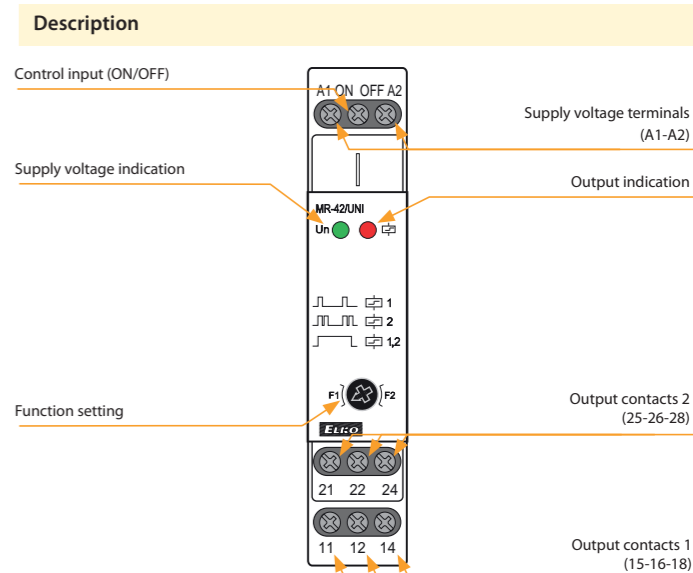 Description
Control input (ON/OFF)
A1 ON OFF A2
Supply voltage terminals
(A1-A2)
Supply voltage indication
Output indication
MR-42/UNI
Un
1
2
1,2
F1
F2
Function setting
Output contacts 2
(25-26-28)
ELKO
21 22 24
11 12 14
Output contacts 1
(15-16-18)